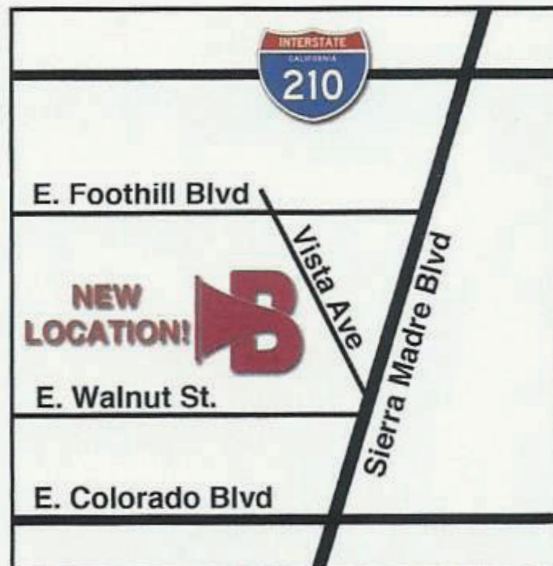 INTERSTATE
CALIFORNIA
210
E. Foothill Blvd
Vista Ave
Sierra Madre Blvd
NEW
LOCATION!
B
E. Walnut St.
E. Colorado Blvd